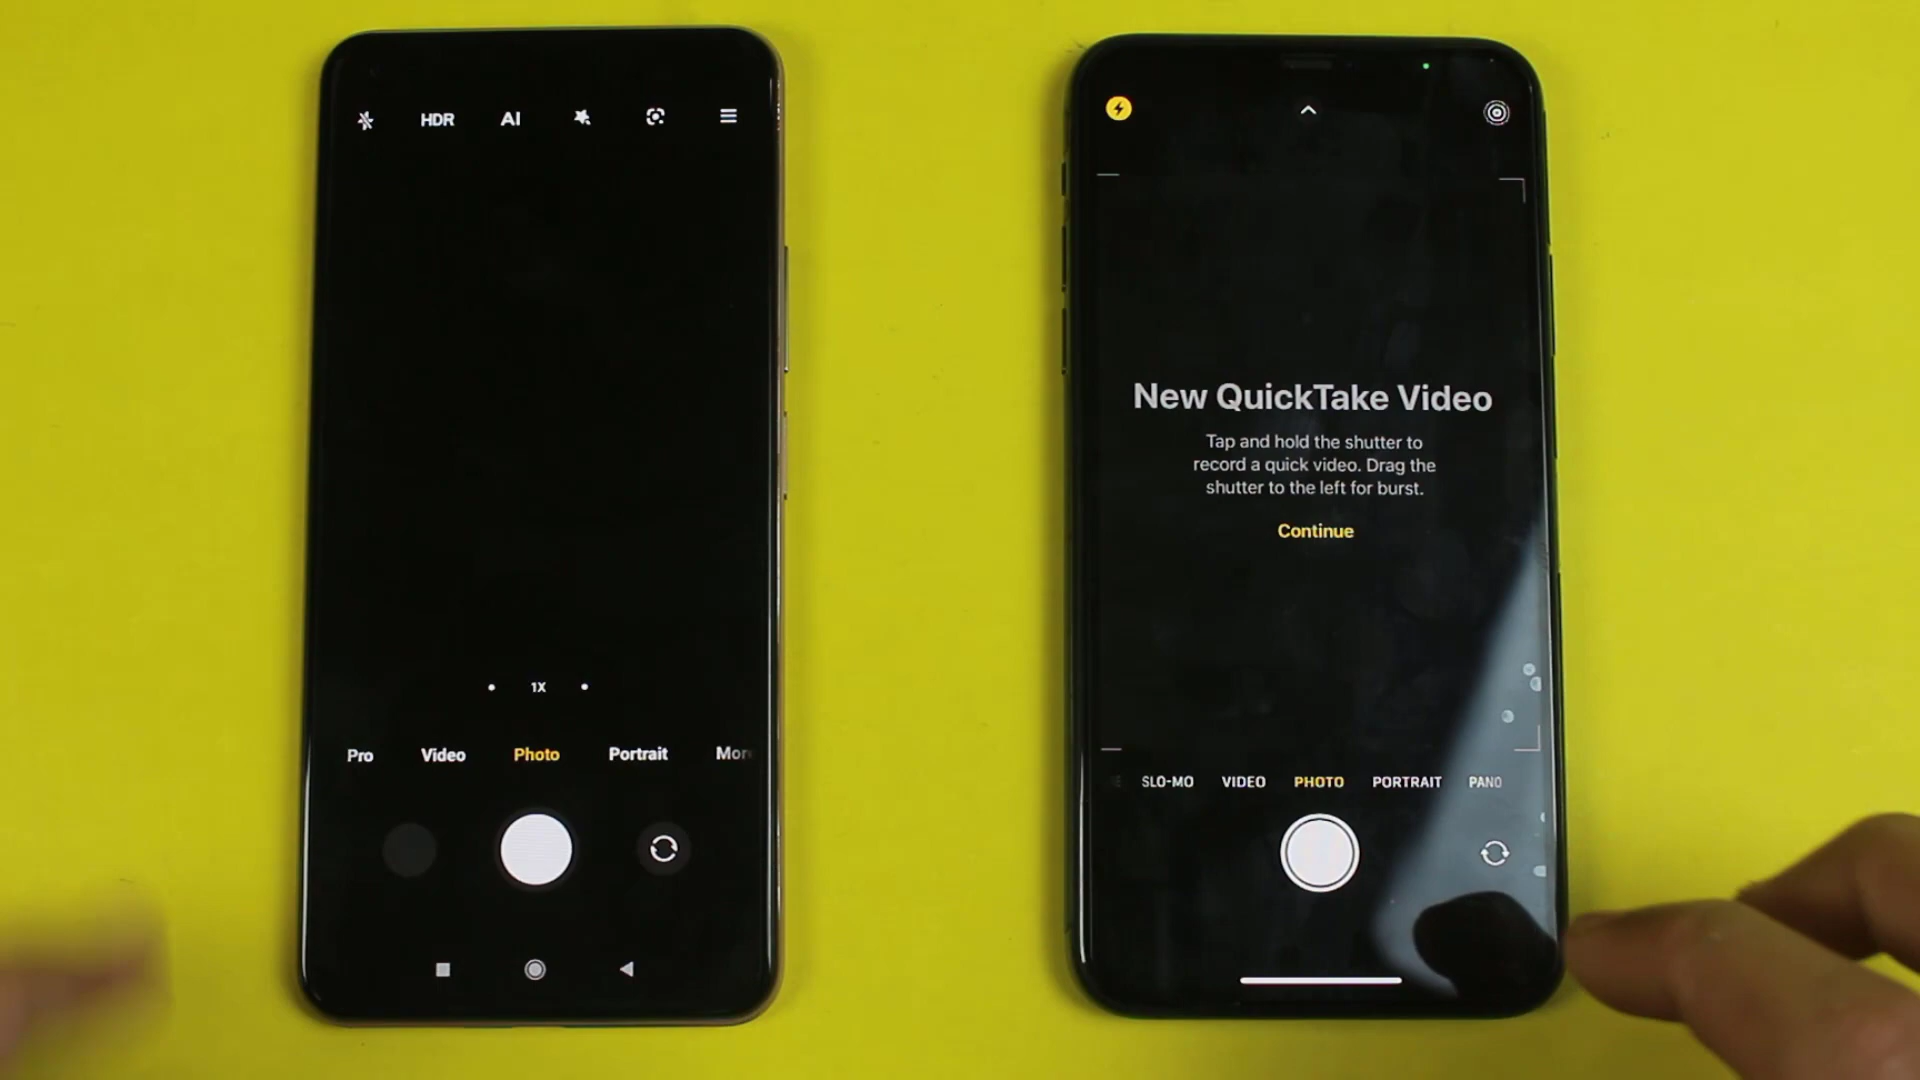 HDR
AI
1X
Pro
Video
Photo
Portrait
Mor
New QuickTake Video
Tap and hold the shutter to
record a quick video. Drag the
shutter to the left for burst.
Continue
SLO-MO
VIDEO
PHOTO
PORTRAIT
PANO